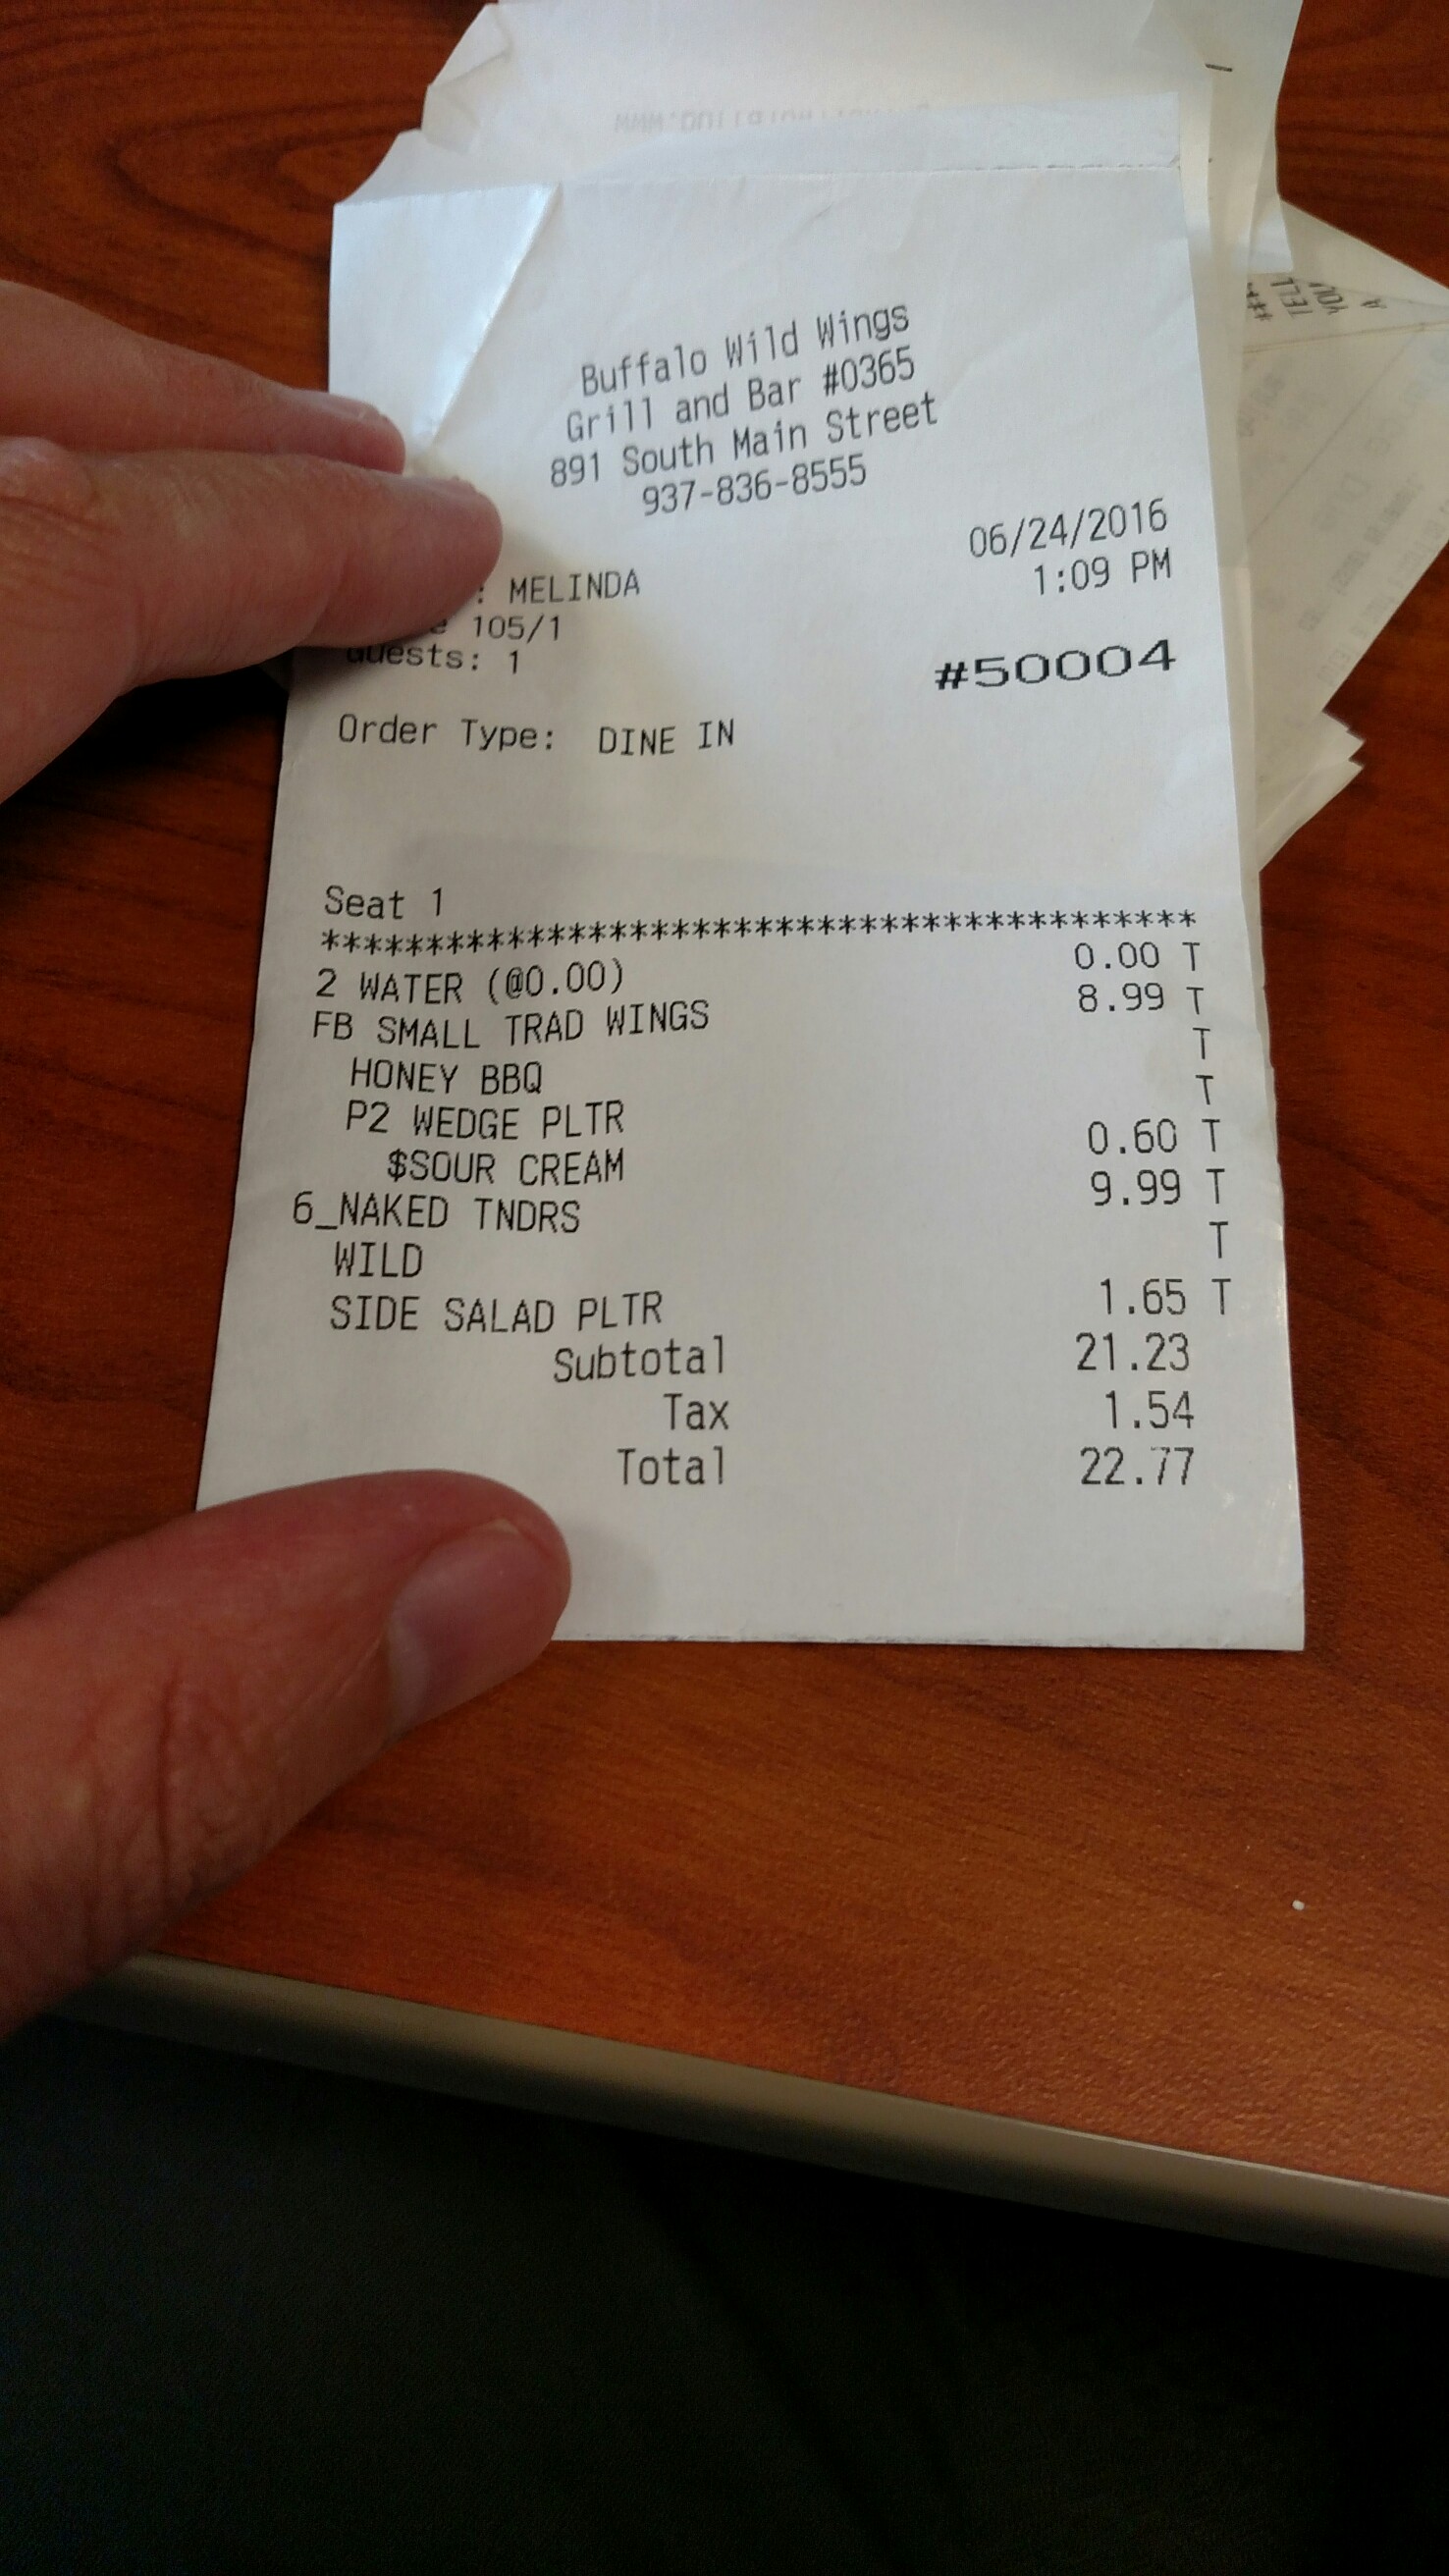 Buffalo Wild Wings
Grill and Bar #0365
891 South Main Street
937-836-8555
06/24/2016
1:09 PM
: MELINDA
105/1
Guests: 1
#50004
Order Type: DINE IN
Seat 1
*******************************************
2 WATER (@0.00) 0.00 T
FB SMALL TRAD WINGS 8.99 T
HONEY BBQ T
P2 WEDGE PLTR T
$SOUR CREAM 0.60 T
6_NAKED TNDRS 9.99 T
WILD T
SIDE SALAD PLTR 1.65 T
Subtotal 21.23
Tax 1.54
Total 22.77
A
YOU
TELL